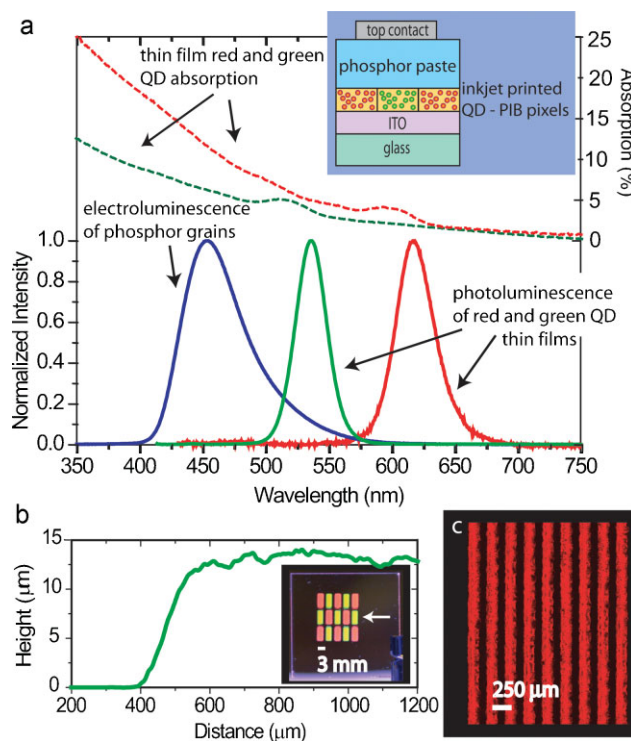 a
thin film red and green
QD absorption
top contact
phosphor paste
inkjet printed
QD - PIB pixels
ITO
glass
25
20
15
10
5
0
Absorption (%)
electroluminescence
of phosphor grains
photoluminescence
of red and green QD
thin films
1.0
0.8
0.6
0.4
0.2
0.0
Normalized Intensity
350 400 450 500 550 600 650 700 750
Wavelength (nm)
b
15
10
5
0
Height (μm)
3 mm
200 400 600 800 1000 1200
Distance (μm)
c
250 μm